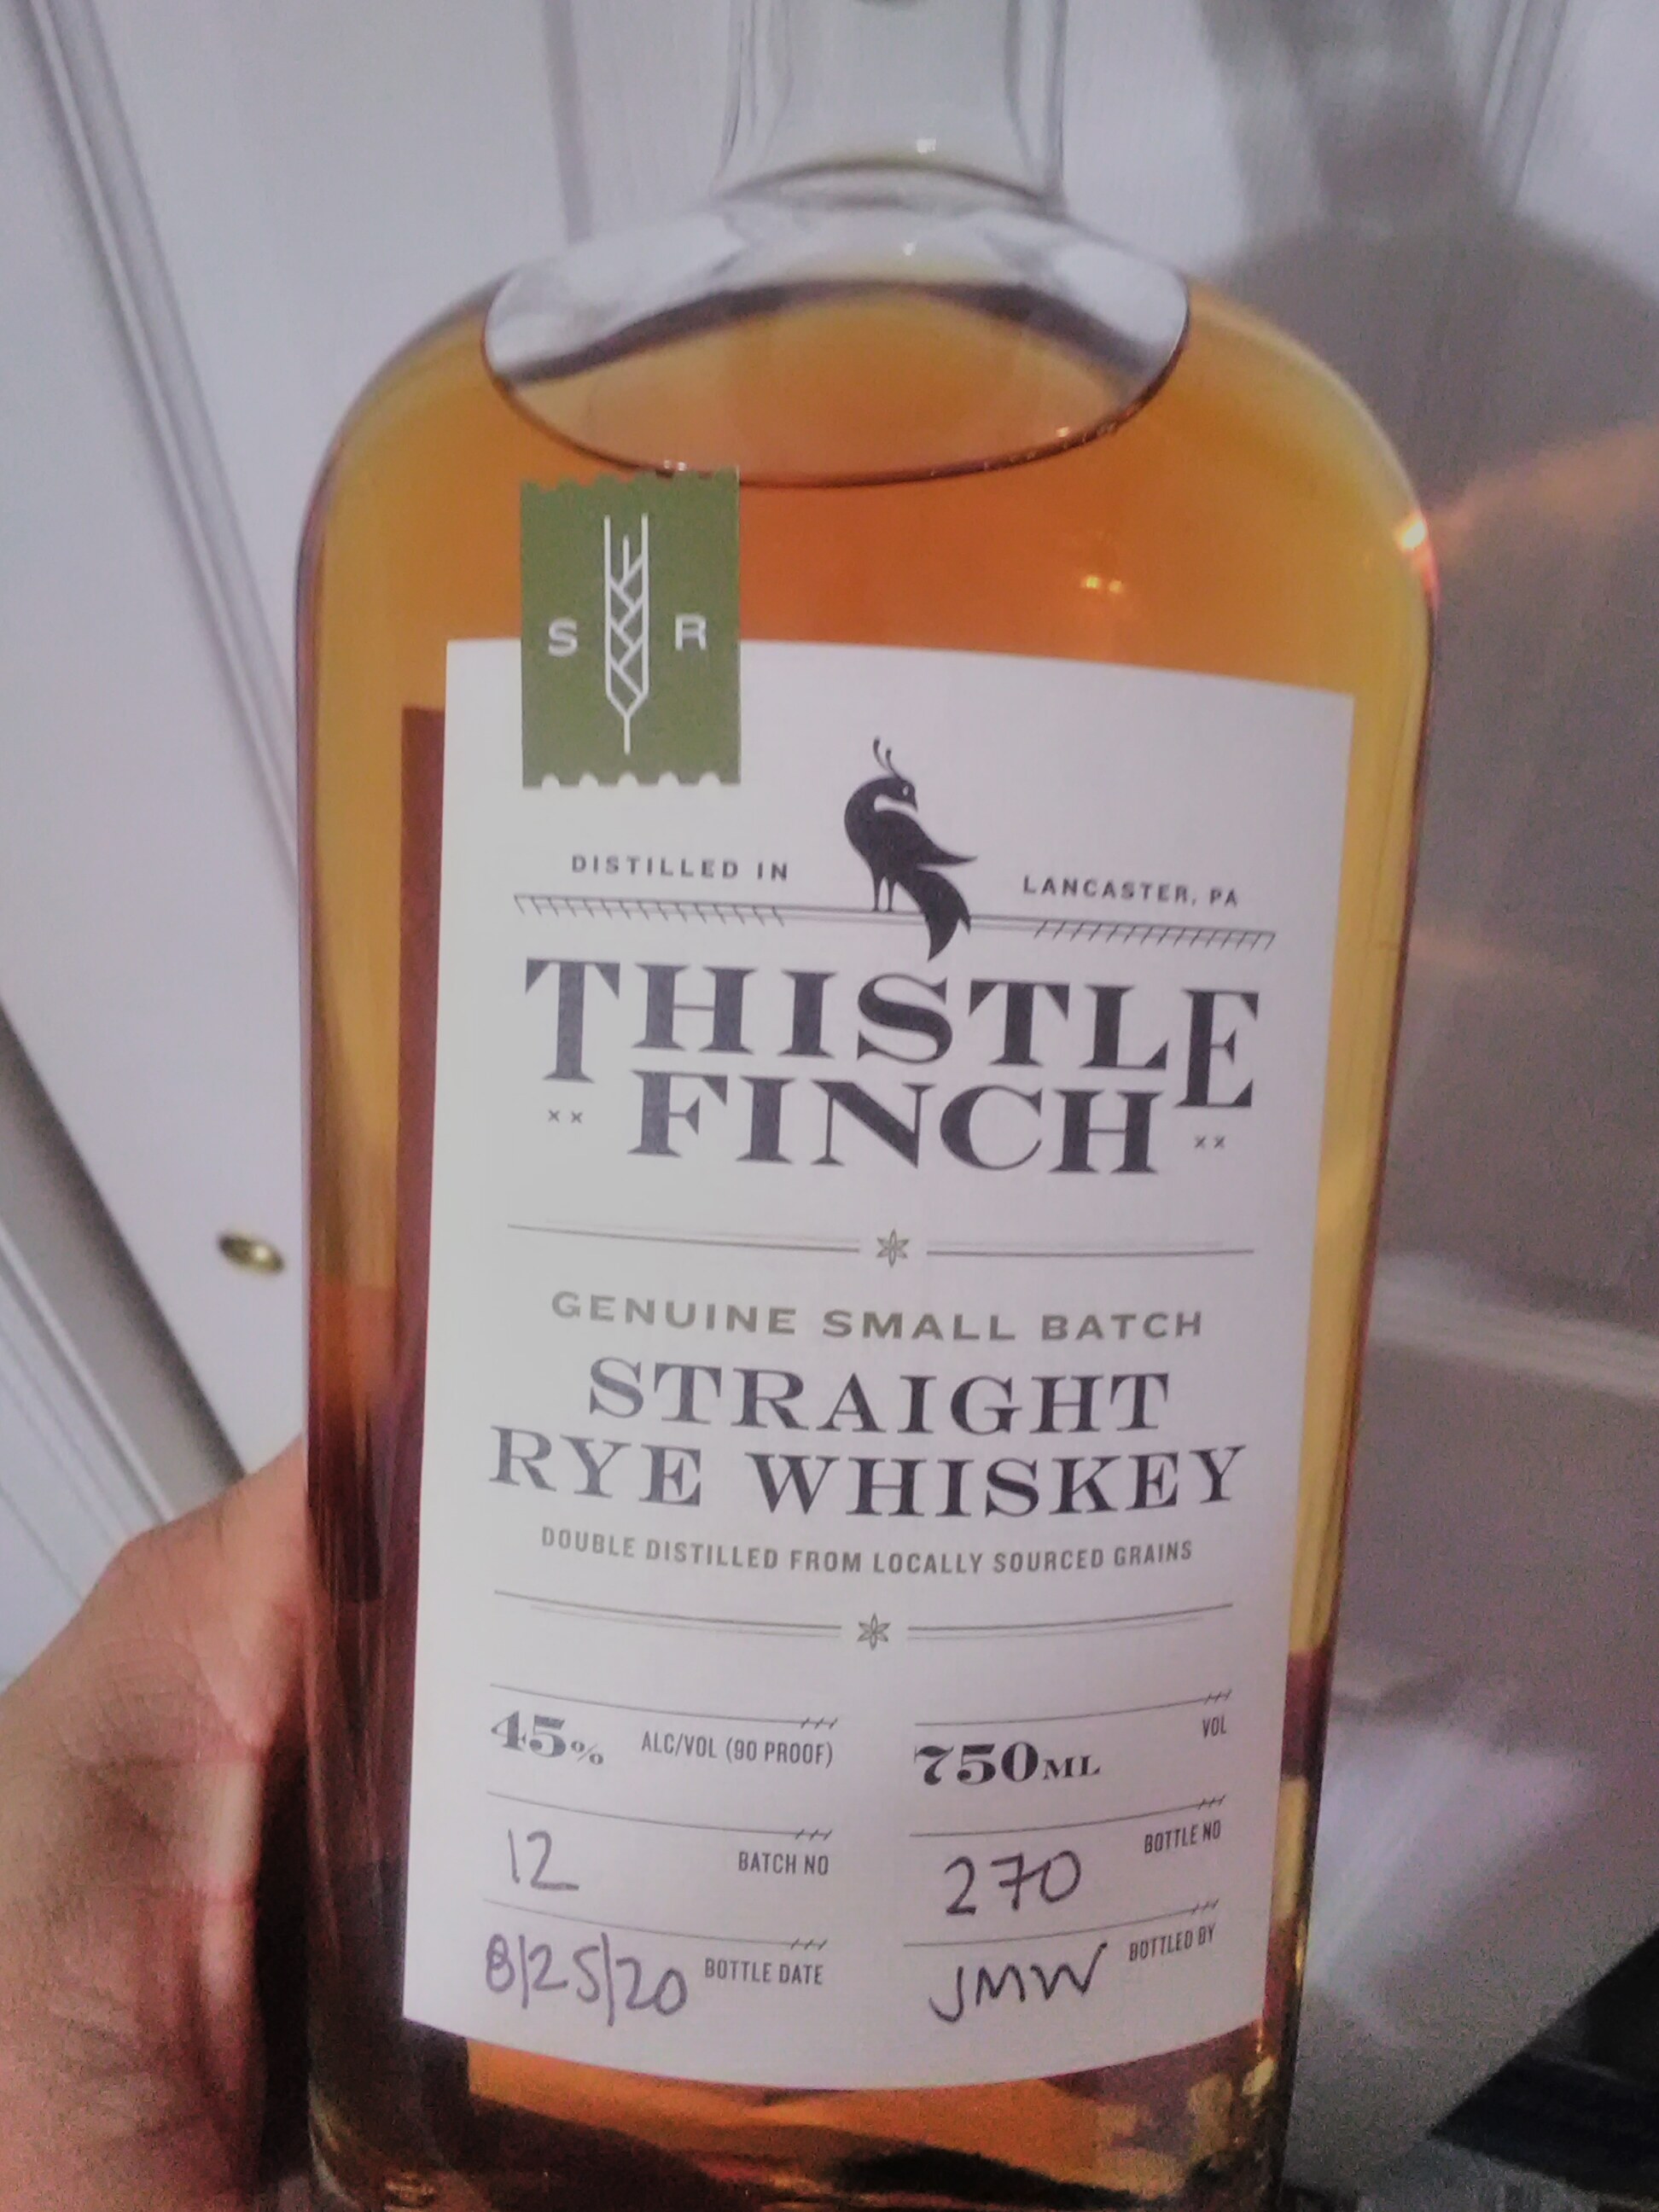 S R
DISTILLED IN LANCASTER, PA
THISTLE
xx FINCH xx
GENUINE SMALL BATCH
STRAIGHT
RYE WHISKEY
DOUBLE DISTILLED FROM LOCALLY SOURCED GRAINS
45% ALC/VOL (90 PROOF)
750ML VOL
12 BATCH NO
270 BOTTLE NO
8/25/20 BOTTLE DATE
JMW BOTTLED BY